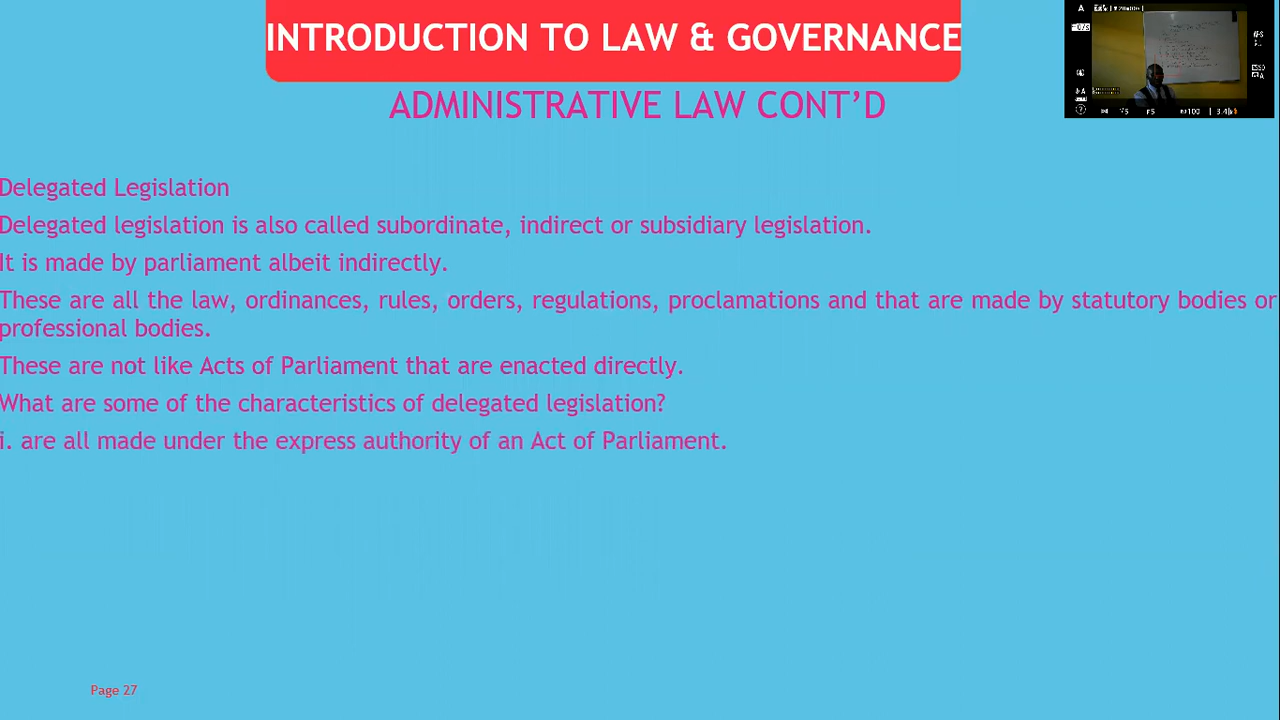 INTRODUCTION TO LAW & GOVERNANCE
ADMINISTRATIVE LAW CONT’D
Delegated Legislation
Delegated legislation is also called subordinate, indirect or subsidiary legislation.
It is made by parliament albeit indirectly.
These are all the law, ordinances, rules, orders, regulations, proclamations and that are made by statutory bodies or
professional bodies.
These are not like Acts of Parliament that are enacted directly.
What are some of the characteristics of delegated legislation?
i. are all made under the express authority of an Act of Parliament.
Page 27